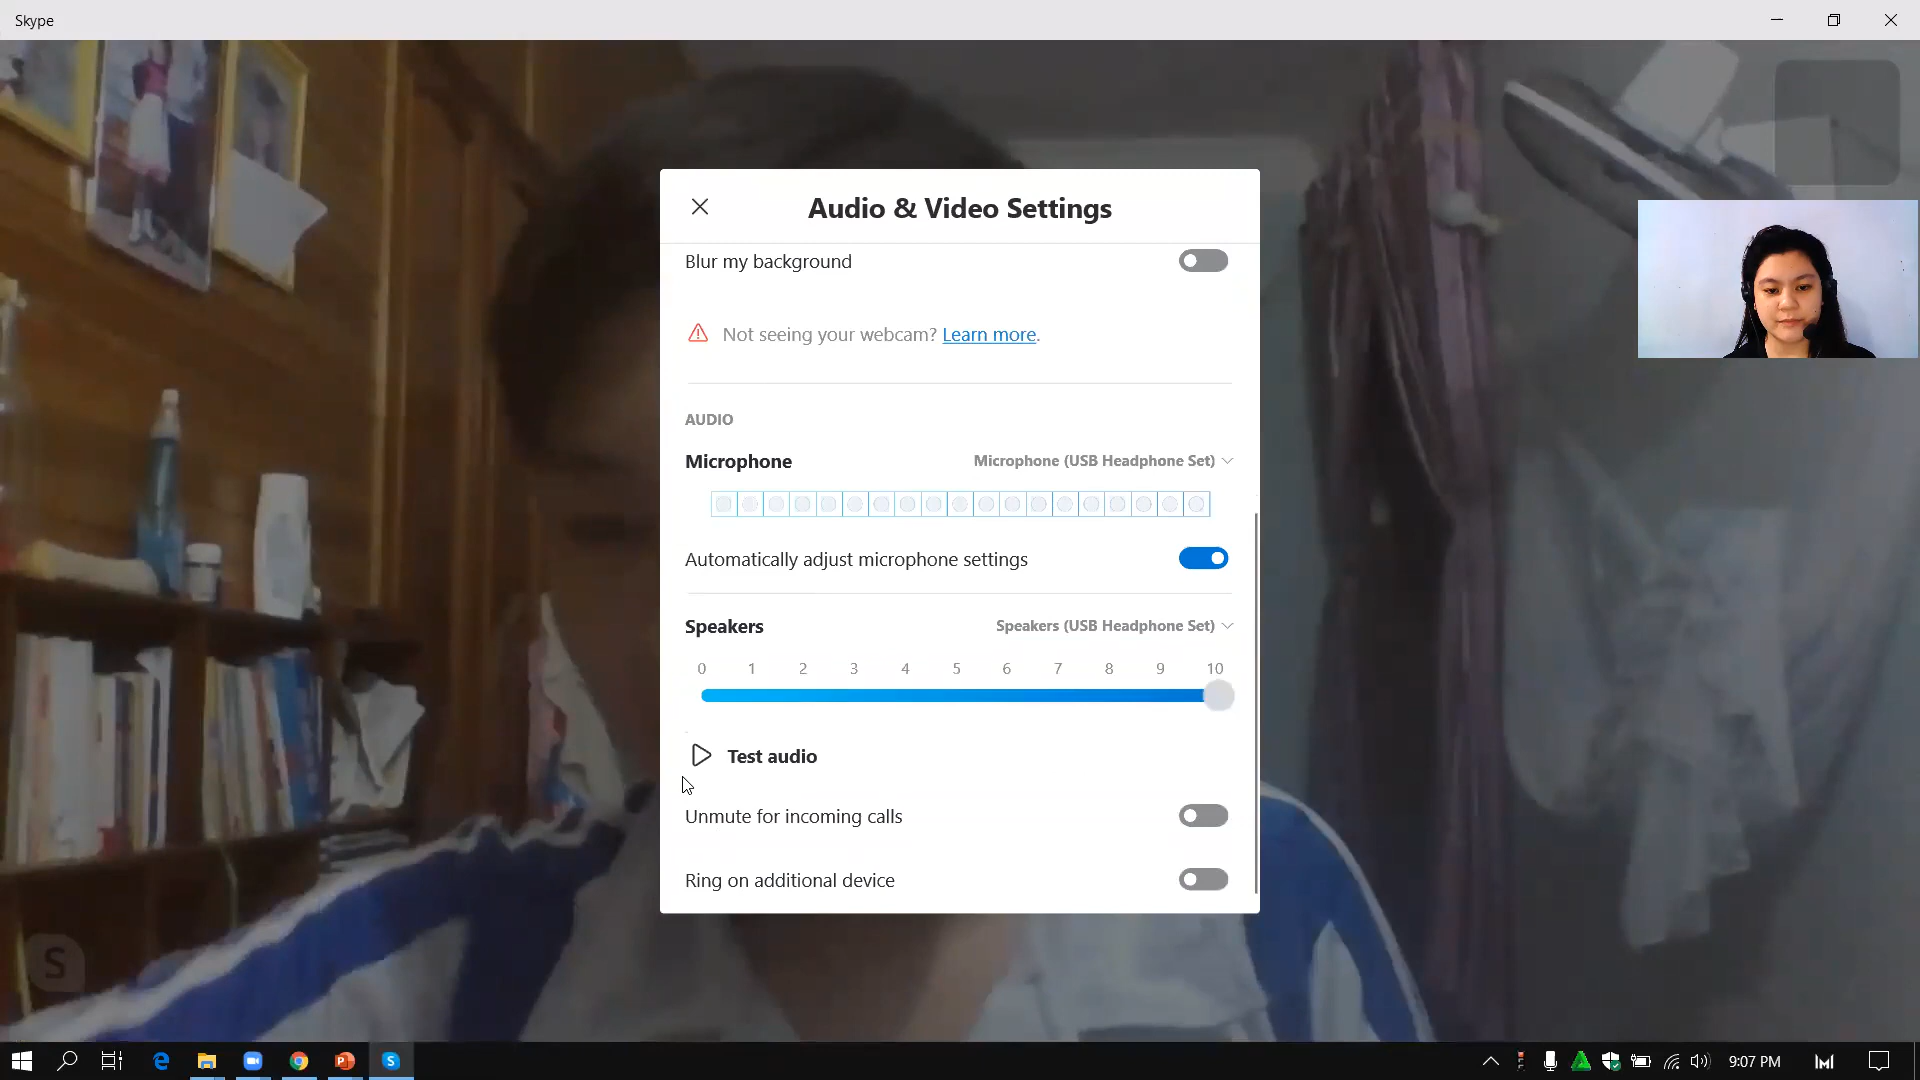 Skype
Audio & Video Settings
Blur my background
Not seeing your webcam? Learn more.
AUDIO
Microphone
Microphone (USB Headphone Set)
Automatically adjust microphone settings
Speakers
Speakers (USB Headphone Set)
0 1 2 3 4 5 6 7 8 9 10
Test audio
Unmute for incoming calls
Ring on additional device
S
9:07 PM